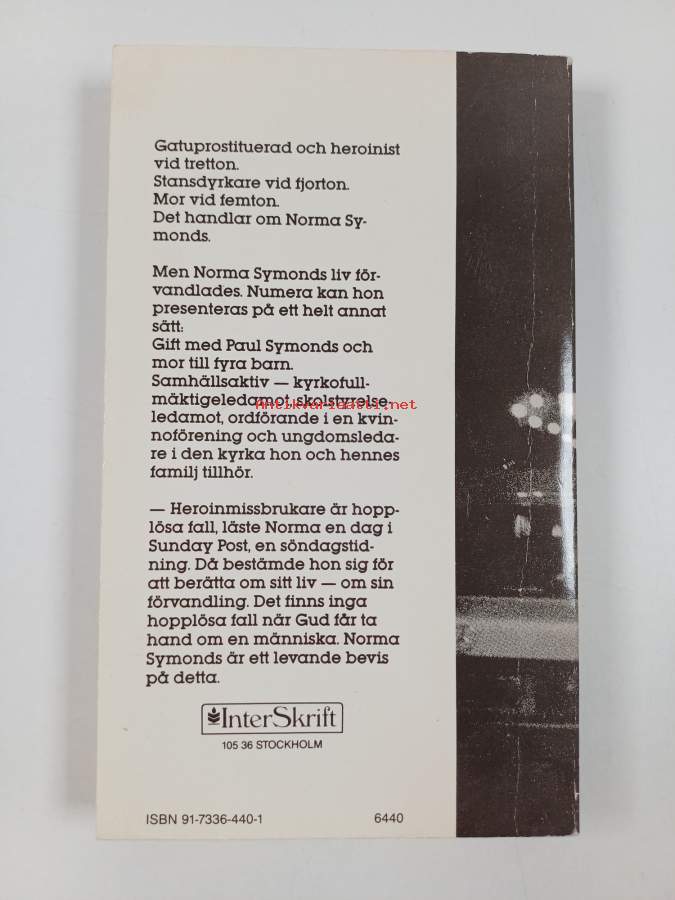 Gatuprostituerad och heroinist
vid tretton.
Stansdyrkare vid fjorton.
Mor vid femton.
Det handlar om Norma Sy-
monds.
Men Norma Symonds liv för-
vandlades. Numera kan hon
presenteras på ett helt annat
sätt:
Gift med Paul Symonds och
mor till fyra barn.
Samhällsaktiv — kyrkofull-
mäktigeledamot, skolstyrelse-
Antikvariaatti.net
ledamot, ordförande i en kvin-
noförening och ungdomsleda-
re i den kyrka hon och hennes
familj tillhör.
— Heroinmissbrukare är hopp-
lösa fall, läste Norma en dag i
Sunday Post, en söndagstid-
ning. Då bestämde hon sig för
att berätta om sitt liv — om sin
förvandling. Det finns inga
hopplösa fall när Gud får ta
hand om en människa. Norma
Symonds är ett levande bevis
på detta.
InterSkrift
105 36 STOCKHOLM
ISBN 91-7336-440-1 6440